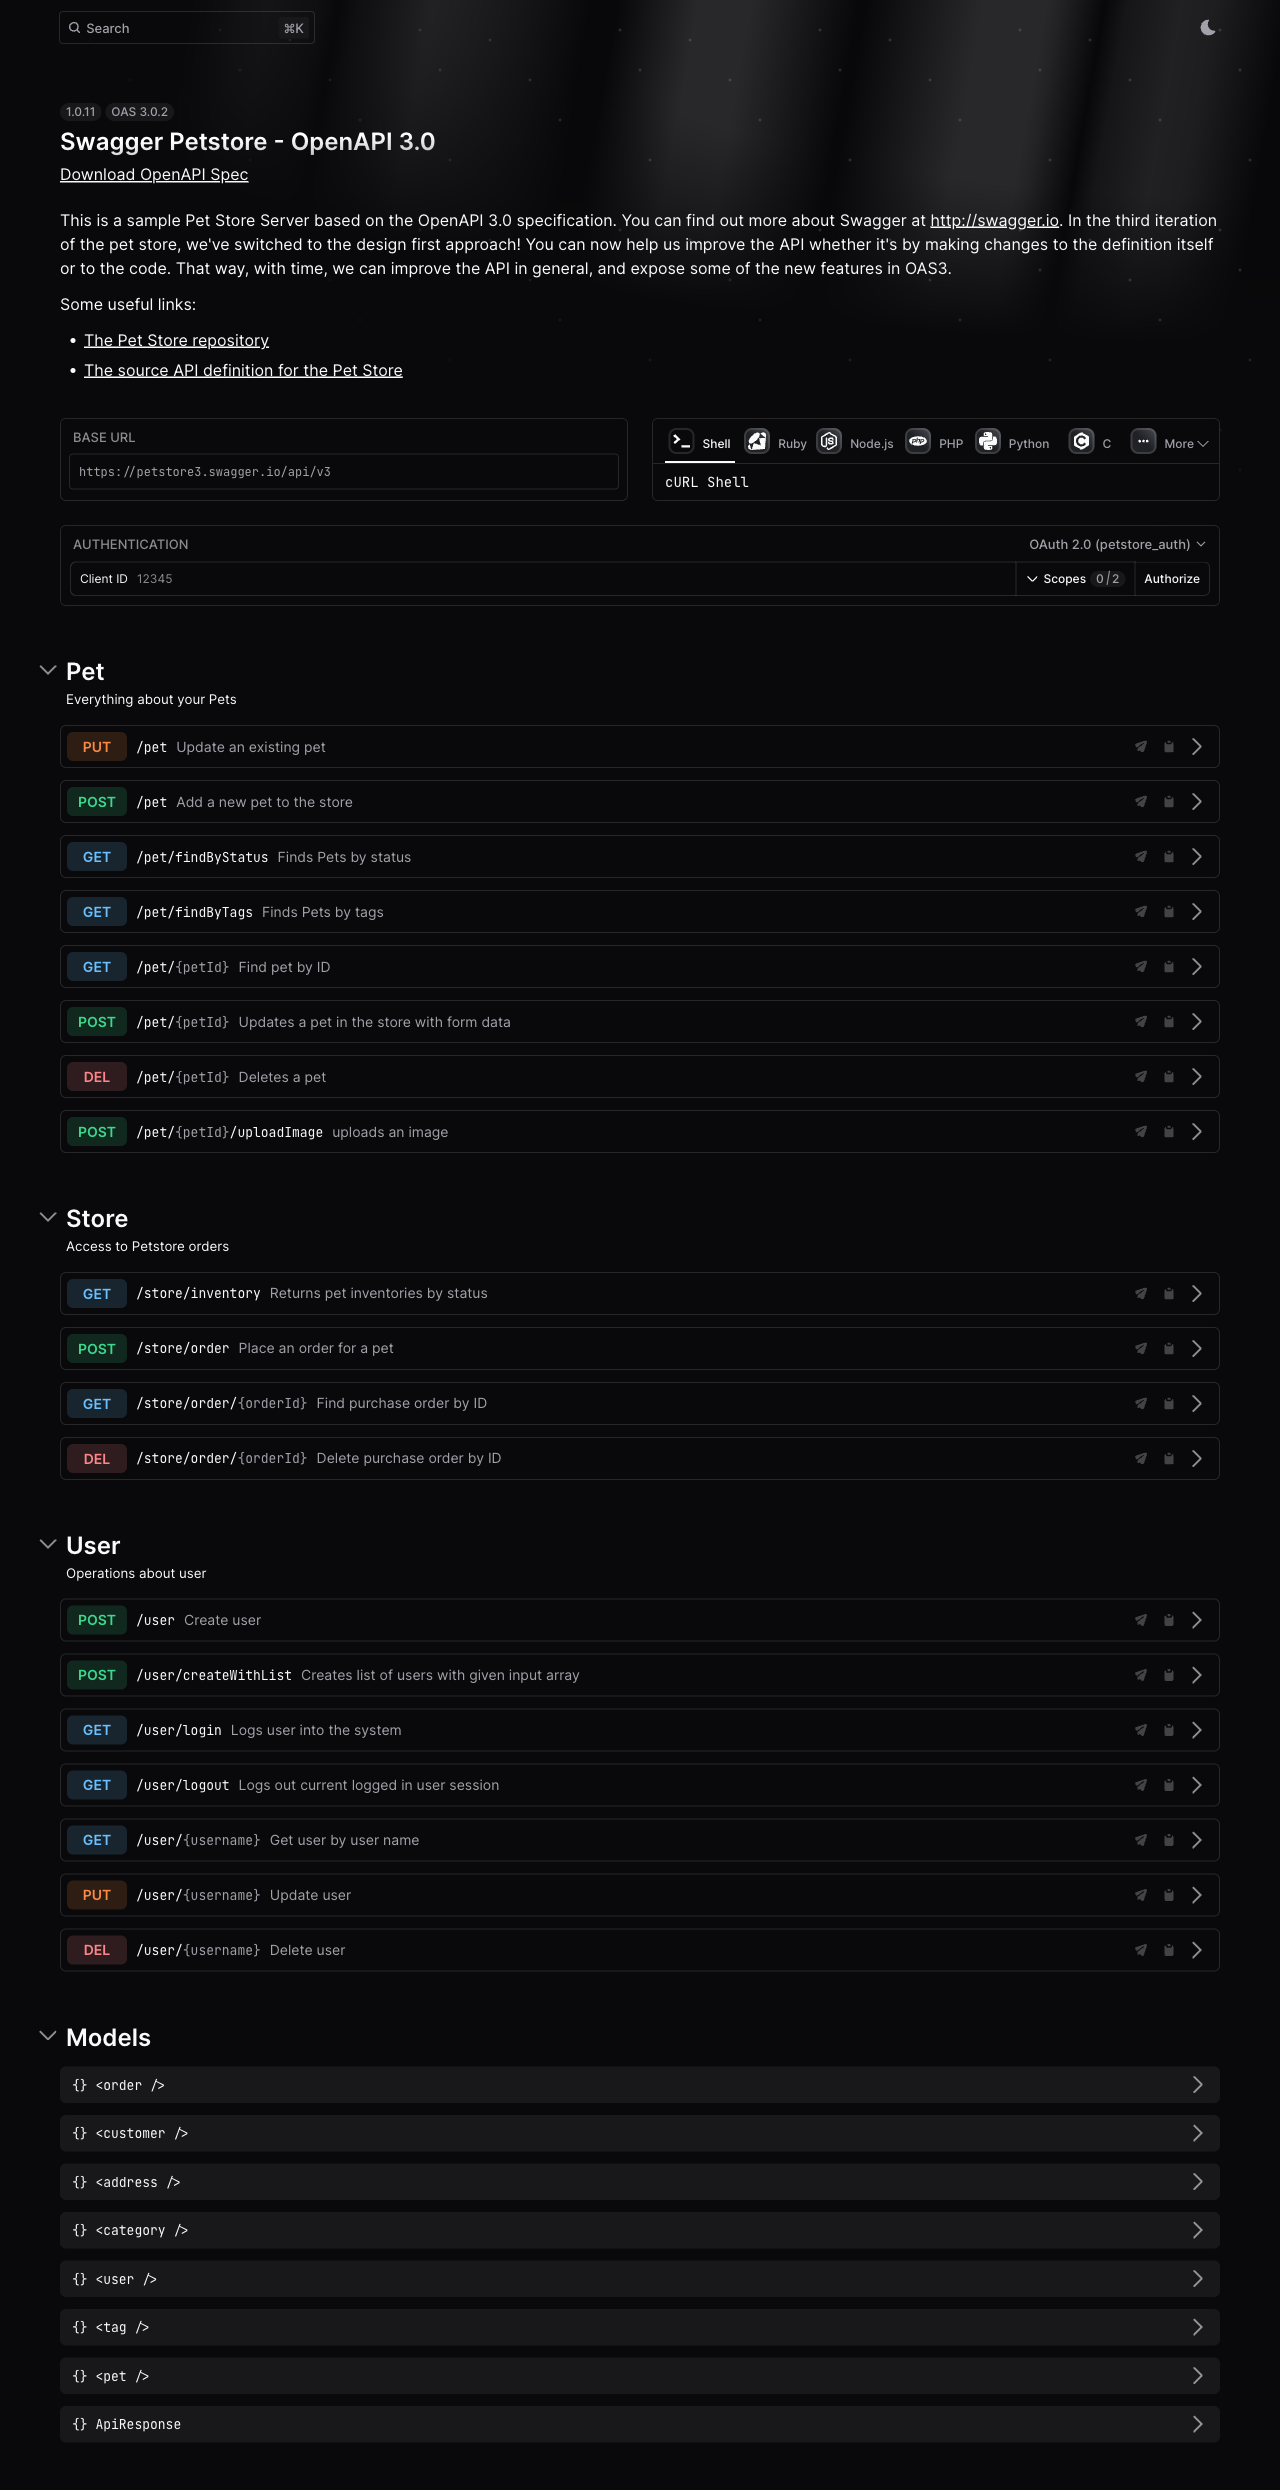 Search ⌘K
1.0.11 OAS 3.0.2
Swagger Petstore - OpenAPI 3.0
Download OpenAPI Spec
This is a sample Pet Store Server based on the OpenAPI 3.0 specification. You can find out more about Swagger at http://swagger.io. In the third iteration
of the pet store, we've switched to the design first approach! You can now help us improve the API whether it's by making changes to the definition itself
or to the code. That way, with time, we can improve the API in general, and expose some of the new features in OAS3.
Some useful links:
• The Pet Store repository
• The source API definition for the Pet Store
BASE URL
https://petstore3.swagger.io/api/v3
Shell Ruby Node.js PHP Python C More
cURL Shell
AUTHENTICATION OAuth 2.0 (petstore_auth)
Client ID 12345 Scopes 0/2 Authorize
Pet
Everything about your Pets
PUT /pet Update an existing pet
POST /pet Add a new pet to the store
GET /pet/findByStatus Finds Pets by status
GET /pet/findByTags Finds Pets by tags
GET /pet/{petId} Find pet by ID
POST /pet/{petId} Updates a pet in the store with form data
DEL /pet/{petId} Deletes a pet
POST /pet/{petId}/uploadImage uploads an image
Store
Access to Petstore orders
GET /store/inventory Returns pet inventories by status
POST /store/order Place an order for a pet
GET /store/order/{orderId} Find purchase order by ID
DEL /store/order/{orderId} Delete purchase order by ID
User
Operations about user
POST /user Create user
POST /user/createWithList Creates list of users with given input array
GET /user/login Logs user into the system
GET /user/logout Logs out current logged in user session
GET /user/{username} Get user by user name
PUT /user/{username} Update user
DEL /user/{username} Delete user
Models
{} <order />
{} <customer />
{} <address />
{} <category />
{} <user />
{} <tag />
{} <pet />
{} ApiResponse